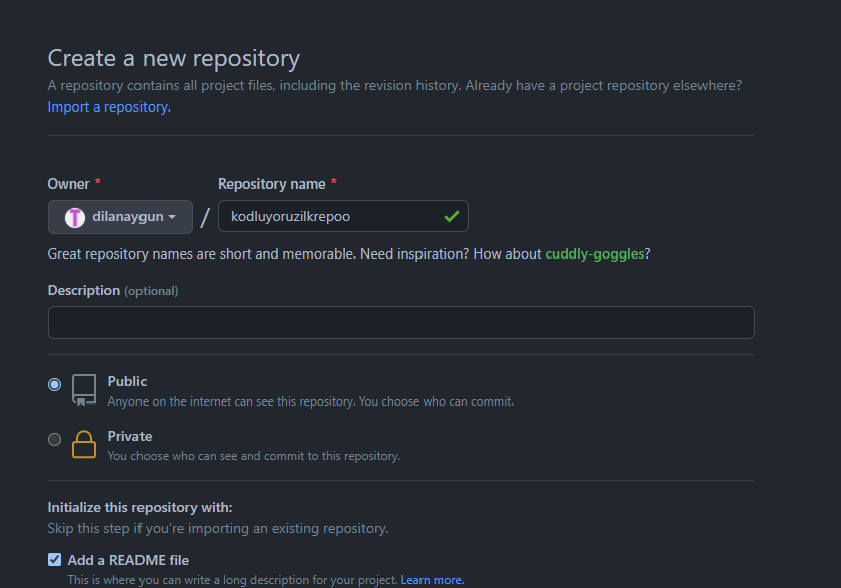 Create a new repository
A repository contains all project files, including the revision history. Already have a project repository elsewhere?
Import a repository.
Owner * Repository name *
T dilanaygun / kodluyoruzilkrepoo
Great repository names are short and memorable. Need inspiration? How about cuddly-goggles?
Description (optional)
Public
Anyone on the internet can see this repository. You choose who can commit.
Private
You choose who can see and commit to this repository.
Initialize this repository with:
Skip this step if you're importing an existing repository.
Add a README file
This is where you can write a long description for your project. Learn more.